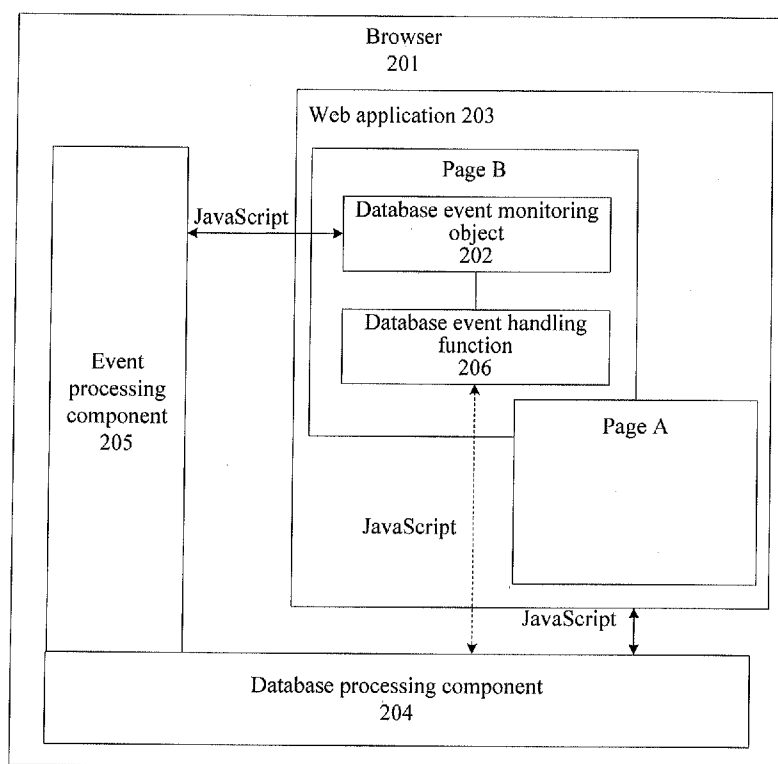 Browser
201
Web application 203
Page B
JavaScript
Database event monitoring
object
202
Database event handling
function
206
Event
processing
component
205
Page A
JavaScript
JavaScript
Database processing component
204